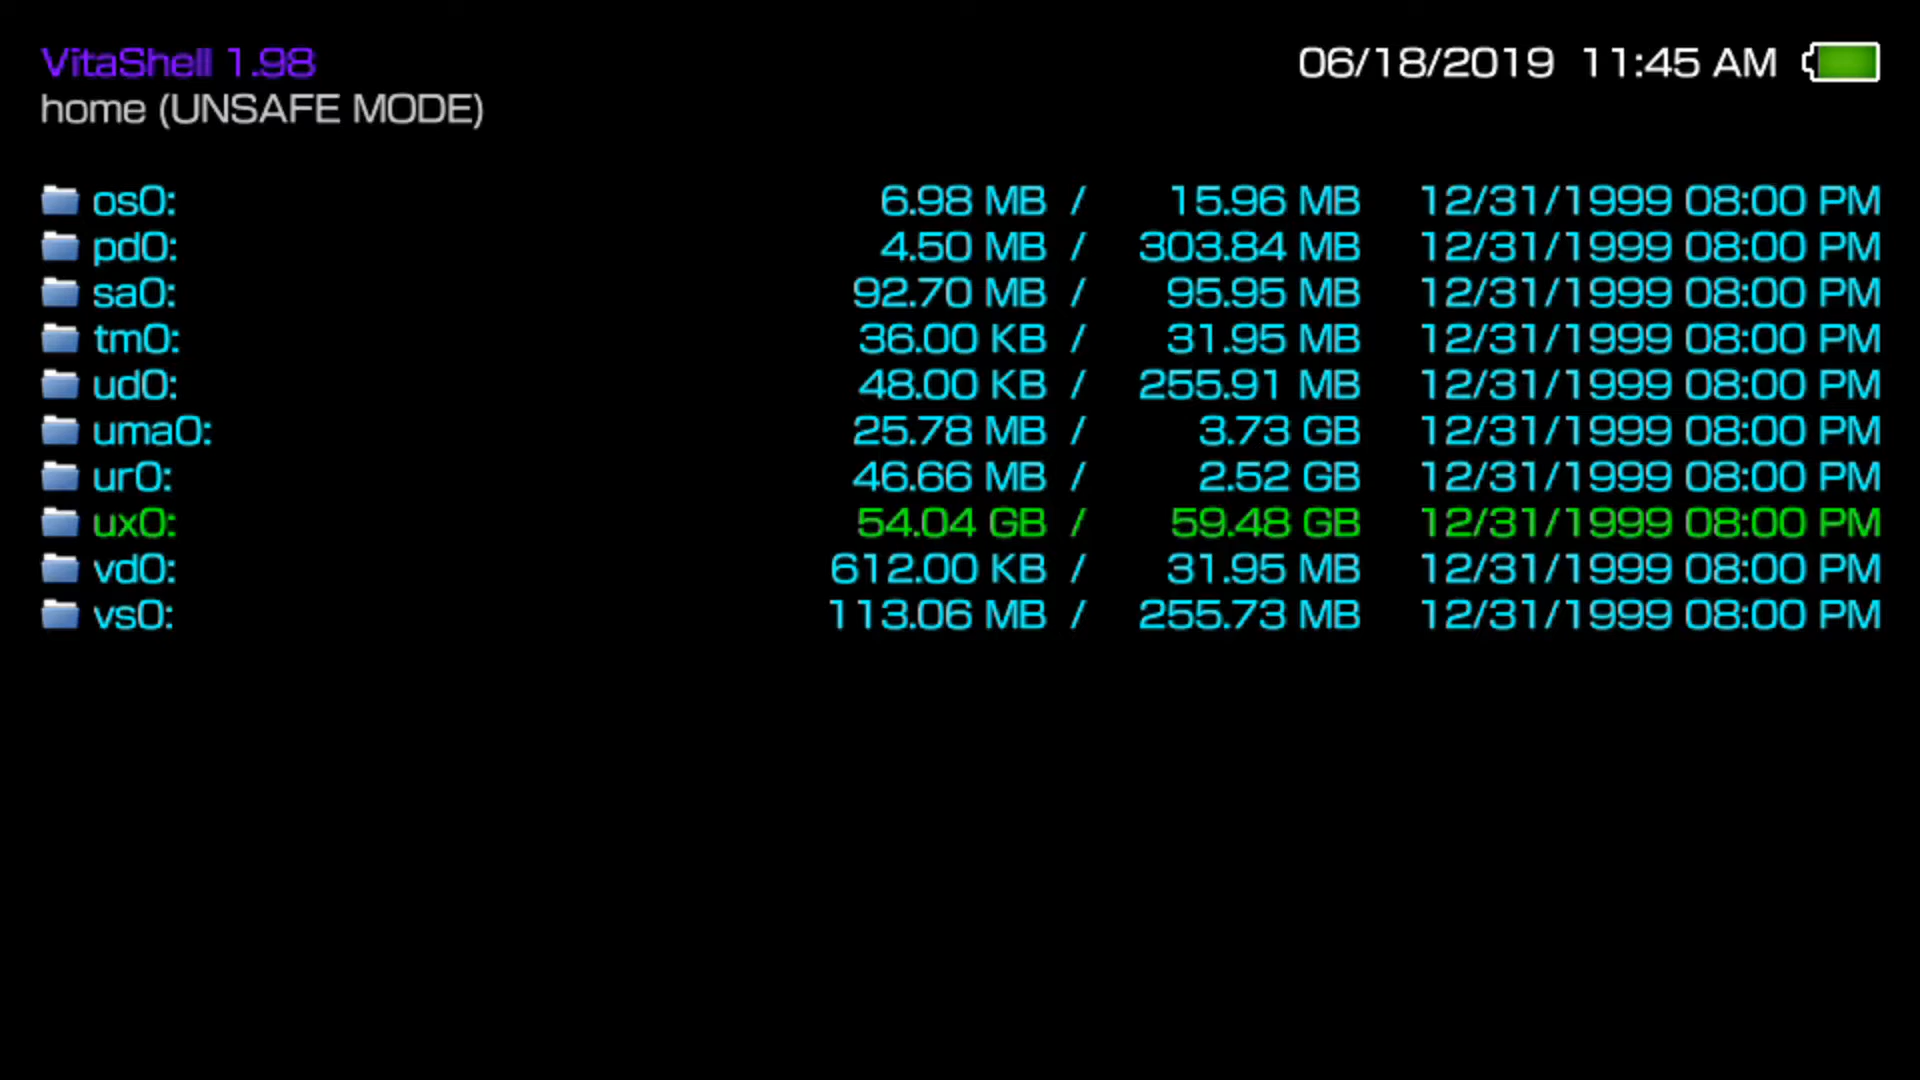 VitaShell 1.98 06/18/2019 11:45 AM
home (UNSAFE MODE)
os0: 6.98 MB / 15.96 MB 12/31/1999 08:00 PM
pd0: 4.50 MB / 303.84 MB 12/31/1999 08:00 PM
sa0: 92.70 MB / 95.95 MB 12/31/1999 08:00 PM
tm0: 36.00 KB / 31.95 MB 12/31/1999 08:00 PM
ud0: 48.00 KB / 255.91 MB 12/31/1999 08:00 PM
uma0: 25.78 MB / 3.73 GB 12/31/1999 08:00 PM
ur0: 46.66 MB / 2.52 GB 12/31/1999 08:00 PM
ux0: 54.04 GB / 59.48 GB 12/31/1999 08:00 PM
vd0: 612.00 KB / 31.95 MB 12/31/1999 08:00 PM
vs0: 113.06 MB / 255.73 MB 12/31/1999 08:00 PM